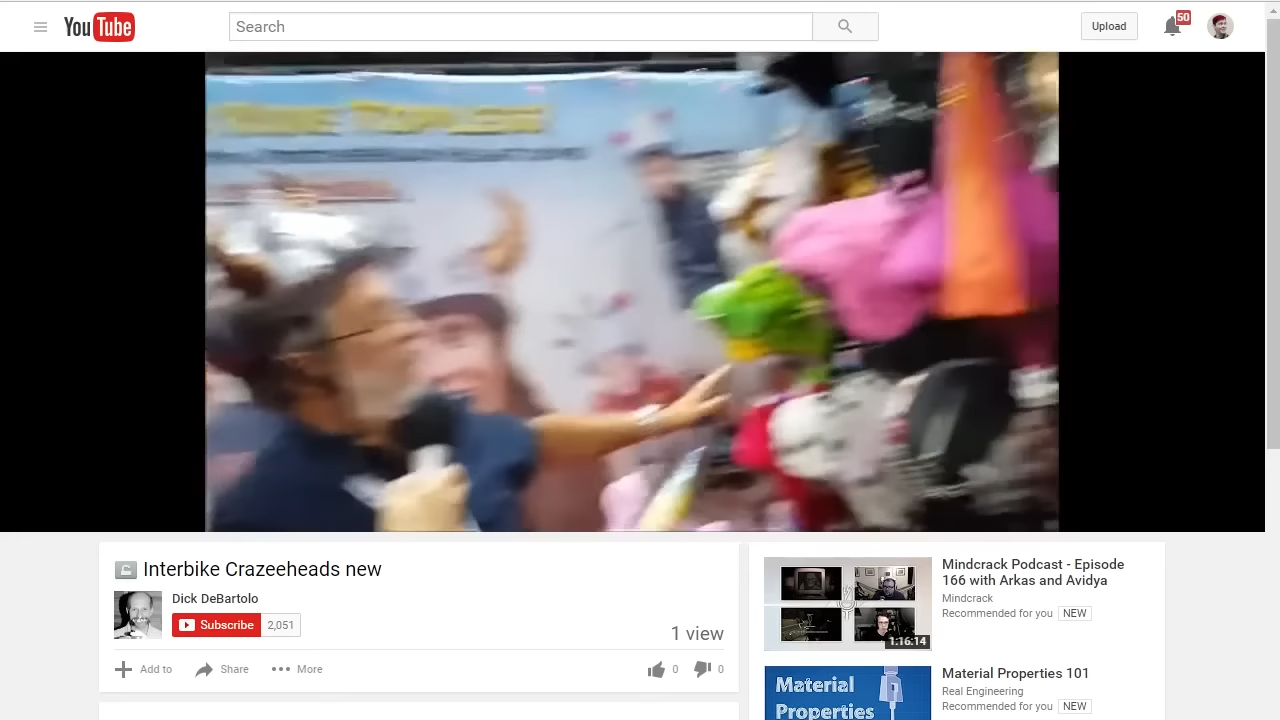 YouTube
Search
Upload
50
Interbike Crazeeheads new
Dick DeBartolo
Subscribe
2,051
1 view
Add to
Share
More
0
0
Mindcrack Podcast - Episode
166 with Arkas and Avidya
Mindcrack
Recommended for you
NEW
1:16:14
Material Properties 101
Real Engineering
Recommended for you
NEW
Material
Properties